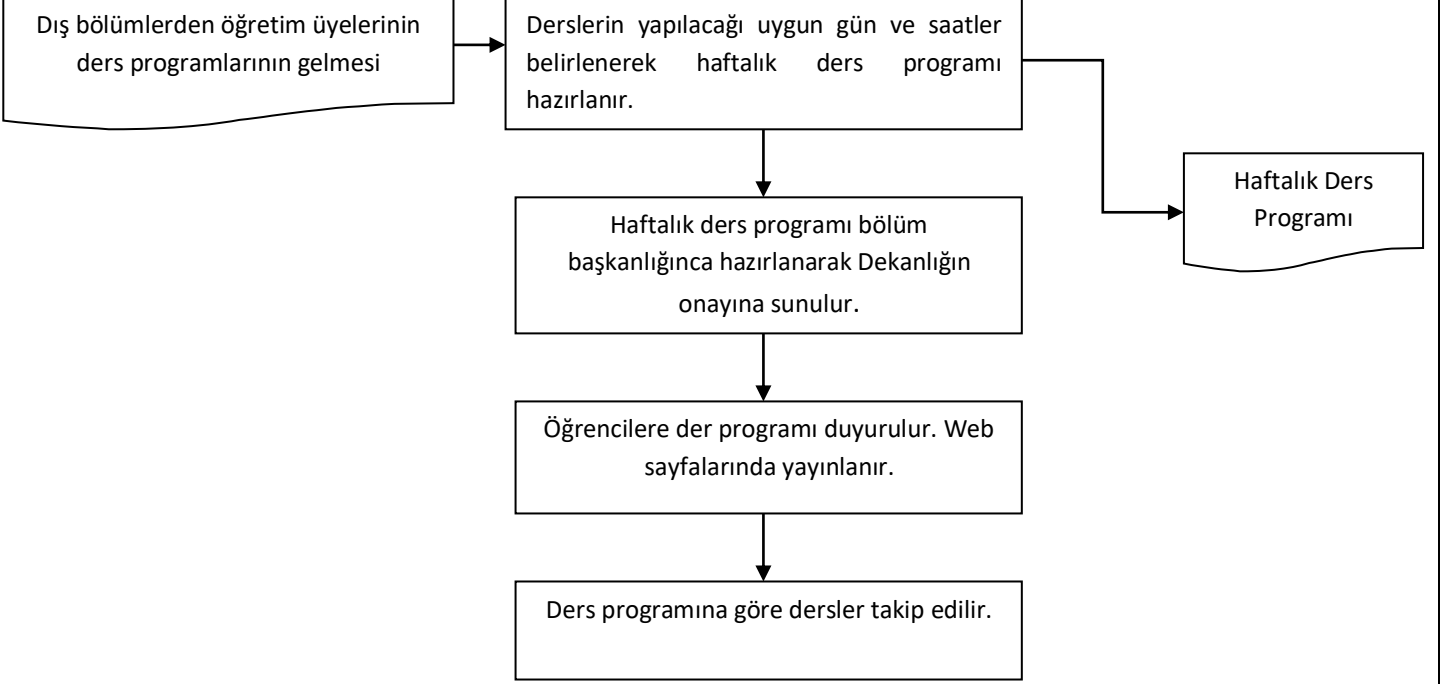 Dış bölümlerden öğretim üyelerinin
ders programlarının gelmesi
Derslerin yapılacağı uygun gün ve saatler
belirlenerek haftalık ders programı
hazırlanır.
Haftalık Ders
Programı
Haftalık ders programı bölüm
başkanlığınca hazırlanarak Dekanlığın
onayına sunulur.
Öğrencilere der programı duyurulur. Web
sayfalarında yayınlanır.
Ders programına göre dersler takip edilir.